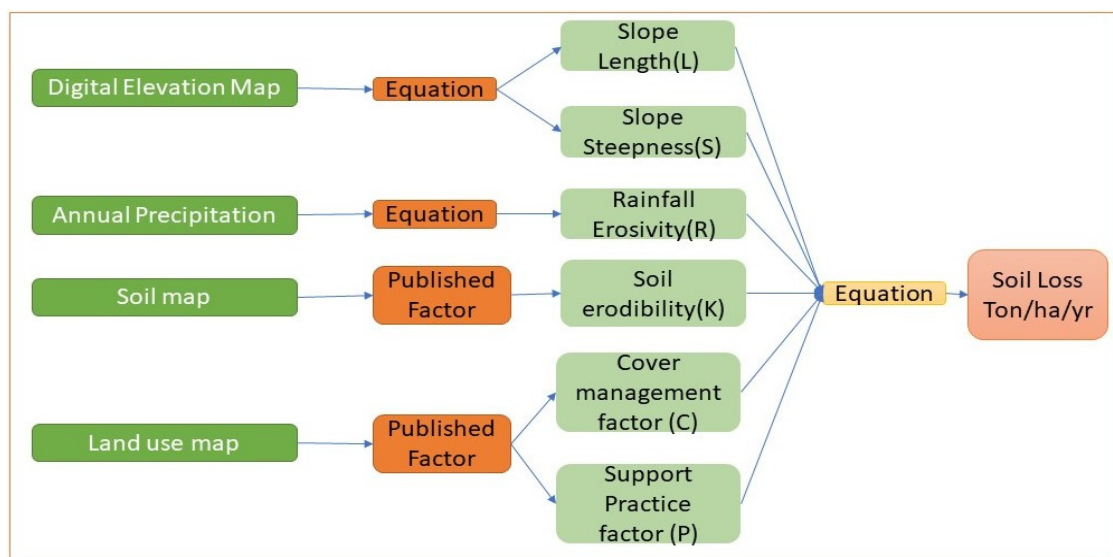 Digital Elevation Map
Equation
Slope
Length(L)
Slope
Steepness(S)
Annual Precipitation
Equation
Rainfall
Erosivity(R)
Soil map
Published
Factor
Soil
erodibility(K)
Land use map
Published
Factor
Cover
management
factor (C)
Support
Practice
factor (P)
Equation
Soil Loss
Ton/ha/yr